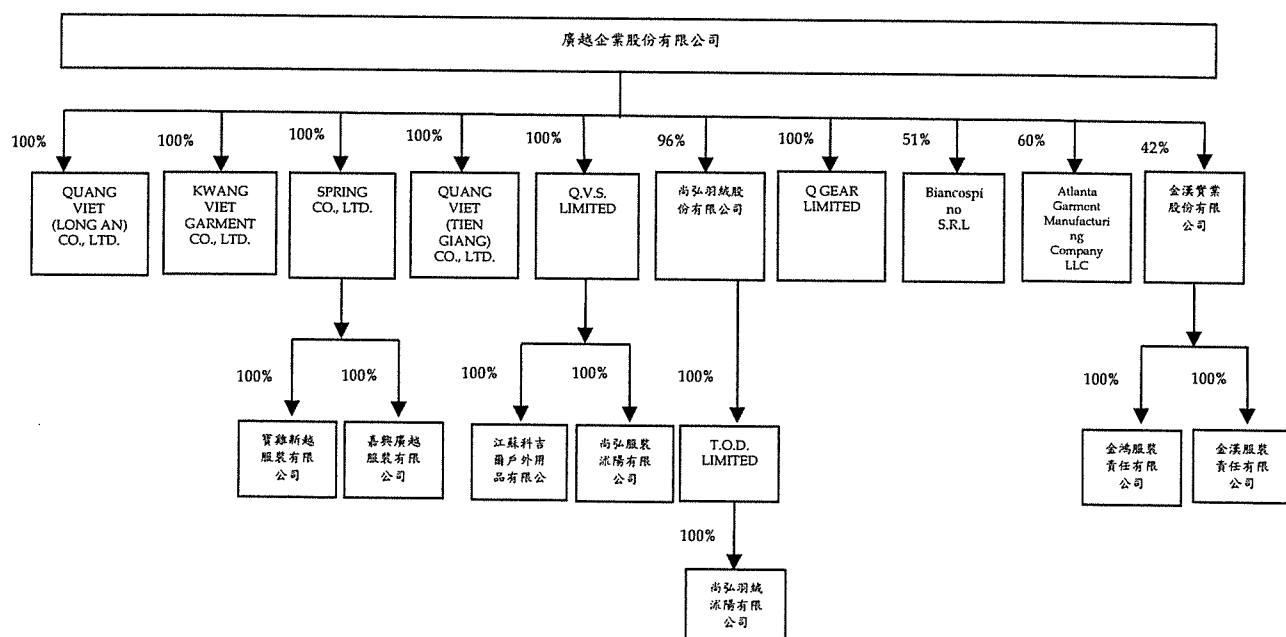 廣越企業股份有限公司
100%
100%
100%
100%
100%
96%
100%
51%
60%
42%
QUANG
VIET
(LONG AN)
CO., LTD.
KWANG
VIET
GARMENT
CO., LTD.
SPRING
CO., LTD.
QUANG
VIET
(TIEN
GIANG)
CO., LTD.
Q.V.S.
LIMITED
尚弘羽絨股
份有限公司
Q GEAR
LIMITED
Biancospi
no
S.R.L
Atlanta
Garment
Manufacturi
ng
Company
LLC
金漢實業
股份有限
公司
100%
100%
100%
100%
100%
100%
100%
寶雞新越
服裝有限
公司
嘉興廣越
服裝有限
公司
江蘇科吉
爾戶外用
品有限公
尚弘服裝
沭陽有限
公司
T.O.D.
LIMITED
金鴻服裝
責任有限
公司
金漢服裝
責任有限
公司
100%
尚弘羽絨
沭陽有限
公司